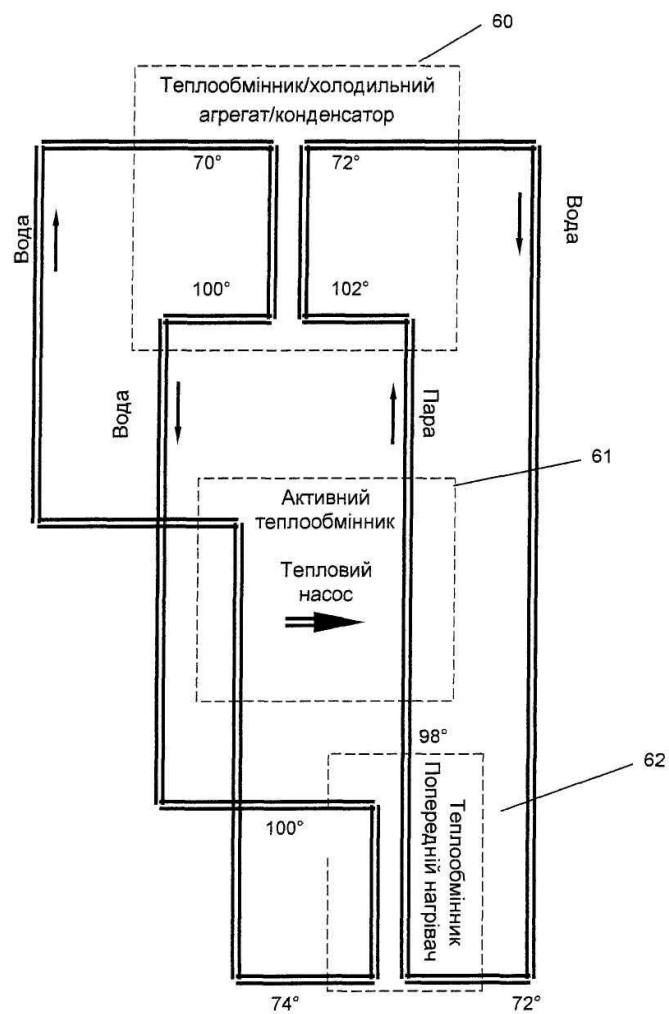 60
Теплообмінник/холодильний
агрегат/конденсатор
70°
72°
Вода
Вода
100°
102°
Вода
Пара
61
Активний
теплообмінник
Тепловий
насос
98°
62
Теплообмінник
Попередній нагрівач
100°
74°
72°